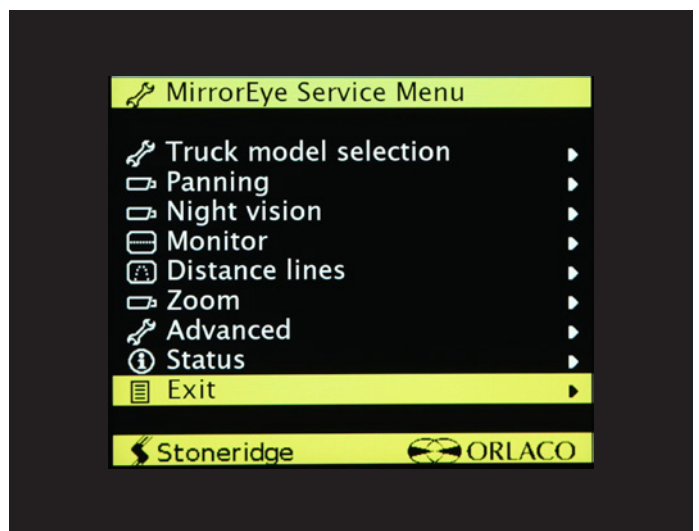 MirrorEye Service Menu
Truck model selection
Panning
Night vision
Monitor
Distance lines
Zoom
Advanced
Status
Exit
Stoneridge ORLACO